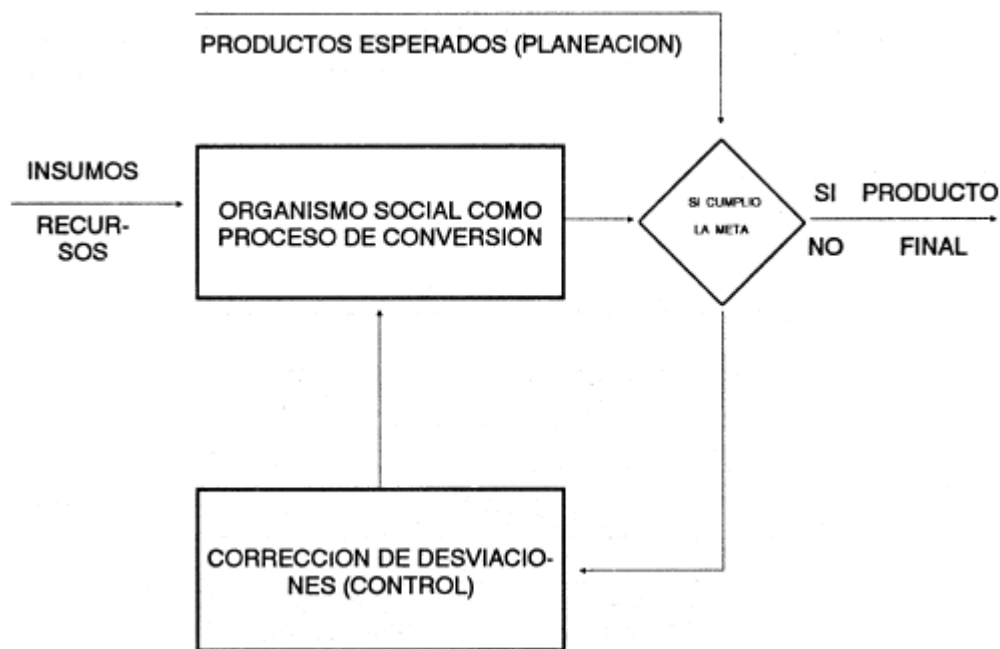 PRODUCTOS ESPERADOS (PLANEACION)
INSUMOS
RECUR-
SOS
ORGANISMO SOCIAL COMO
PROCESO DE CONVERSION
SI CUMPLIO
LA META
SI PRODUCTO
NO FINAL
CORRECCION DE DESVIACIO-
NES (CONTROL)